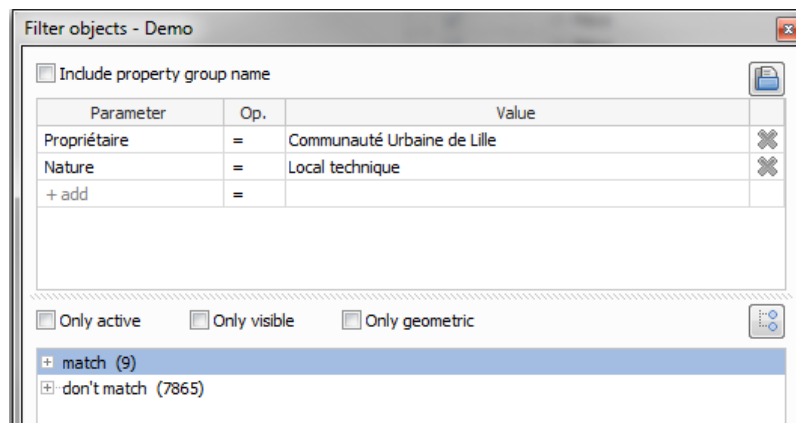 Filter objects - Demo
Include property group name
Parameter Op. Value
Propriétaire = Communauté Urbaine de Lille
Nature = Local technique
+ add =
Only active Only visible Only geometric
match (9)
don't match (7865)